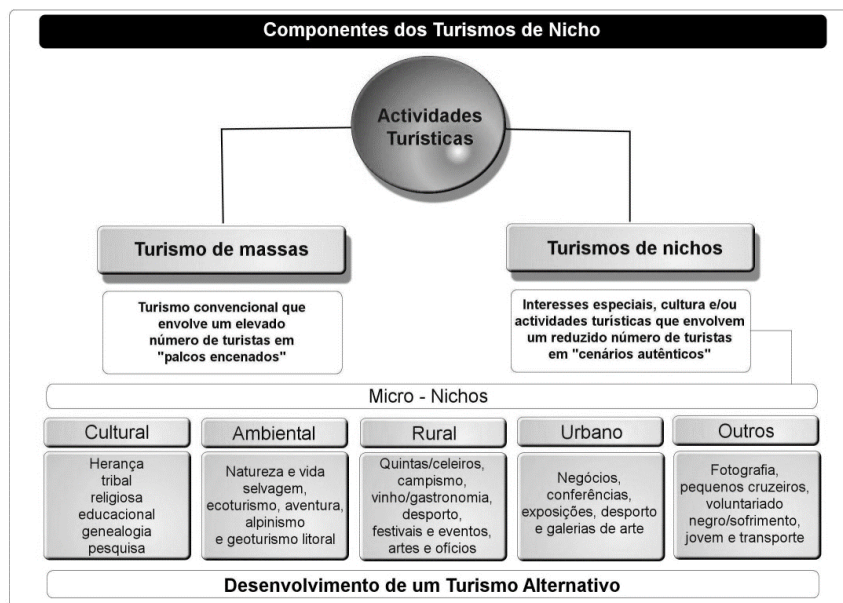 Componentes dos Turismos de Nicho
Actividades
Turísticas
Turismo de massas
Turismos de nichos
Turismo convencional que
envolve um elevado
número de turistas em
"palcos encenados"
Interesses especiais, cultura e/ou
actividades turísticas que envolvem
um reduzido número de turistas
em "cenários autênticos"
Micro - Nichos
Cultural
Herança
tribal
religiosa
educacional
genealogia
pesquisa
Ambiental
Natureza e vida
selvagem,
ecoturismo, aventura,
alpinismo
e geoturismo litoral
Rural
Quintas/celeiros,
campismo,
vinho/gastronomia,
desporto,
festivais e eventos,
artes e ofícios
Urbano
Negócios,
conferências,
exposições, desporto
e galerias de arte
Outros
Fotografia,
pequenos cruzeiros,
voluntariado
negro/sofrimento,
jovem e transporte
Desenvolvimento de um Turismo Alternativo